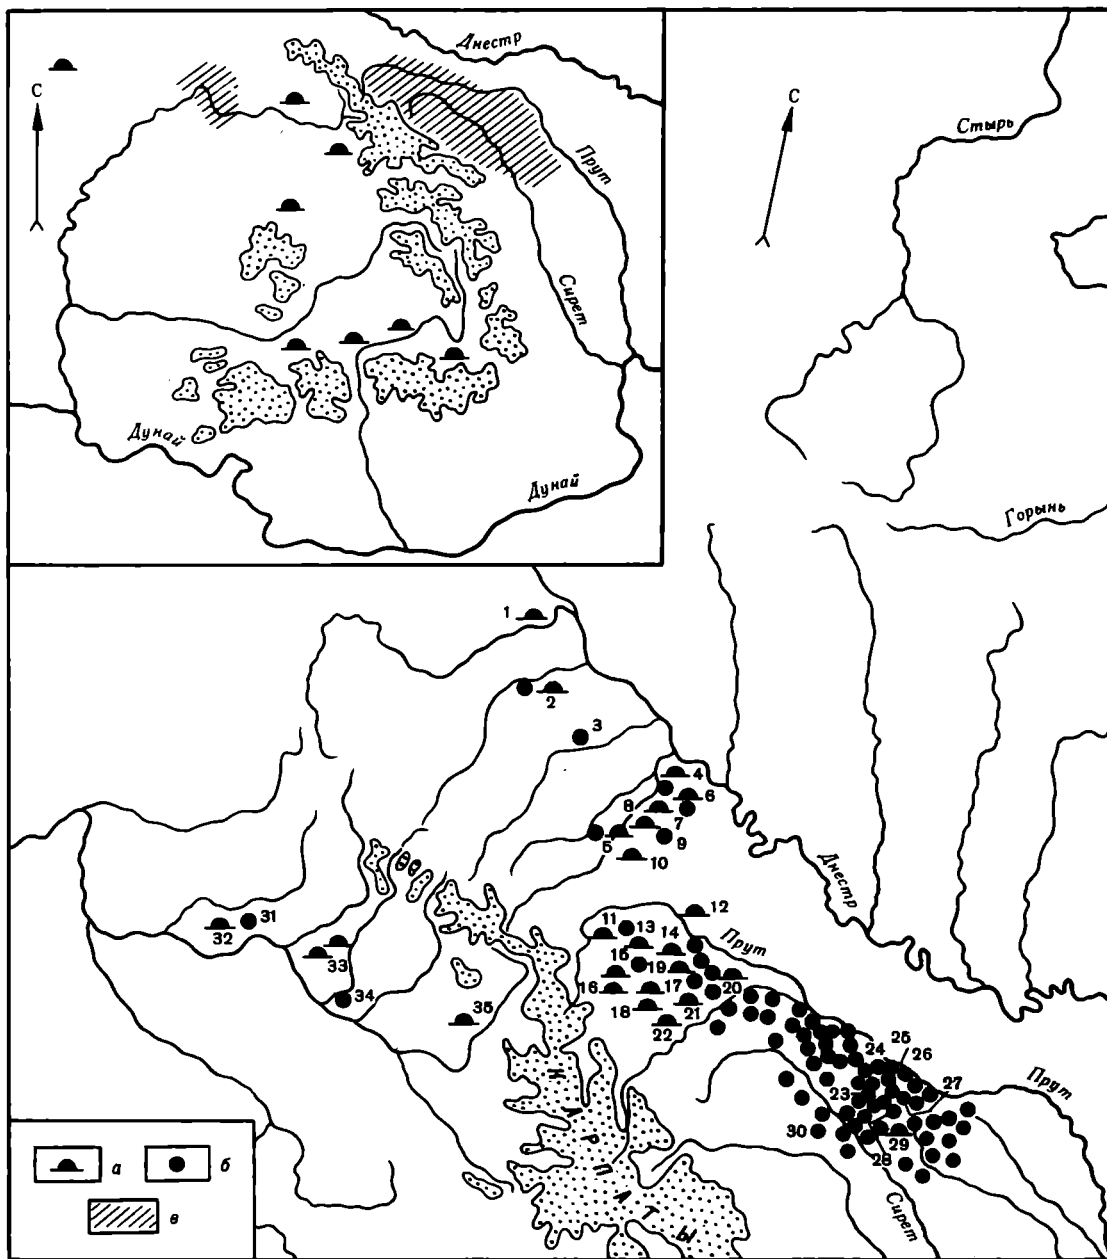 Днестр
С
Прут
Сирет
Дунай
Дунай
С
Стырь
Горынь
1
2
3
4
6
8
7
5
9
10
Днестр
11
13
12
Прут
15
14
19
16
17
20
18
21
22
31
32
33
34
35
25
24
26
23
27
Прут
30
29
28
Сирет
КАРПАТЫ
а
б
в